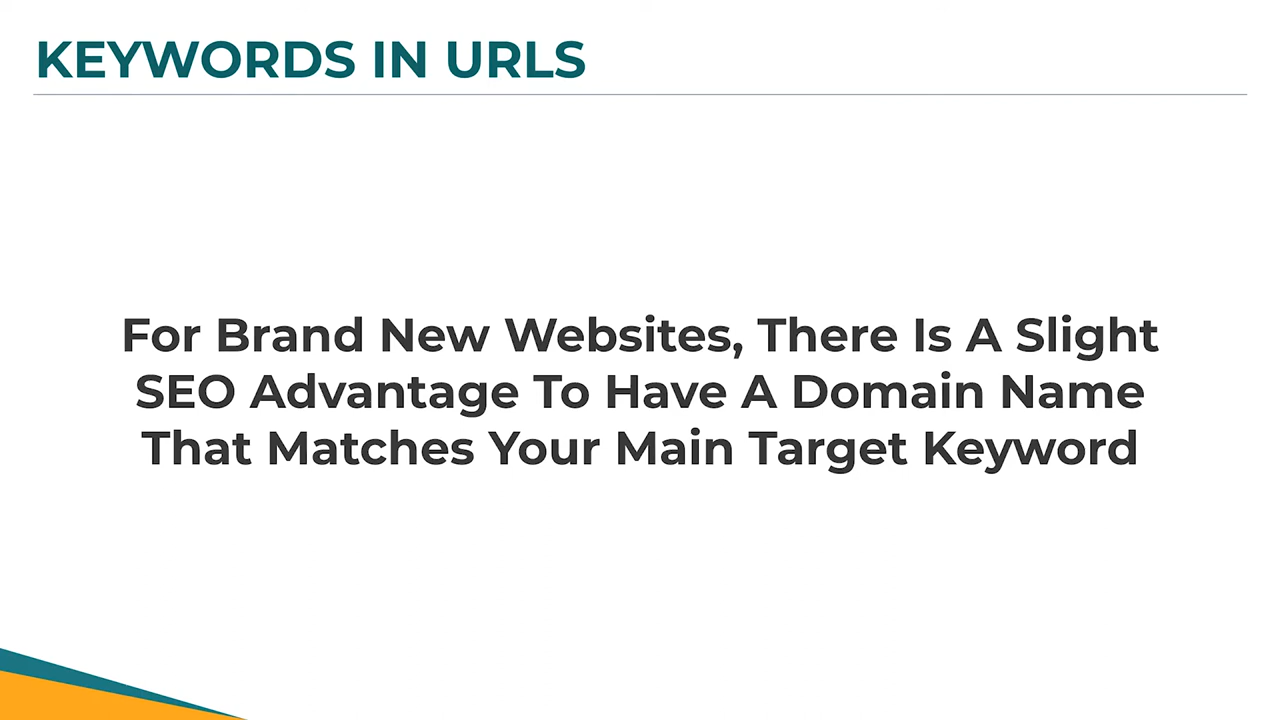 KEYWORDS IN URLS
For Brand New Websites, There Is A Slight
SEO Advantage To Have A Domain Name
That Matches Your Main Target Keyword